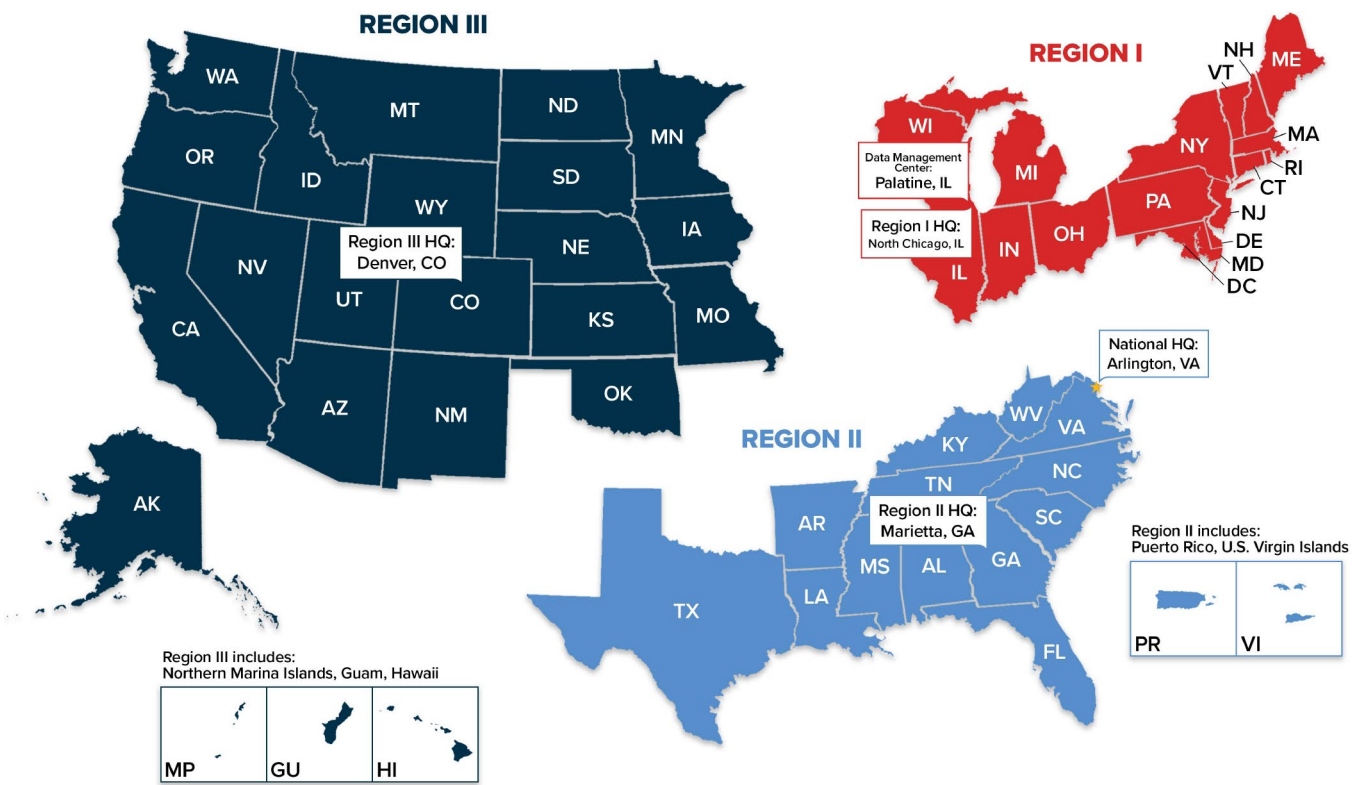 REGION III
WA
MT
ND
MN
OR
ID
SD
WY
IA
NE
NV
Region III HQ:
Denver, CO
UT
CO
CA
KS
MO
AZ
NM
OK
AK
Region III includes:
Northern Marina Islands, Guam, Hawaii
MP
GU
HI
REGION I
NH
VT
ME
WI
MA
NY
Data Management
Center:
Palatine, IL
MI
RI
CT
PA
NJ
Region I HQ:
North Chicago, IL
OH
IN
DE
MD
IL
DC
National HQ:
Arlington, VA
REGION II
WV
VA
KY
NC
TN
Region II HQ:
Marietta, GA
SC
AR
GA
MS
AL
LA
TX
FL
Region II includes:
Puerto Rico, U.S. Virgin Islands
PR
VI